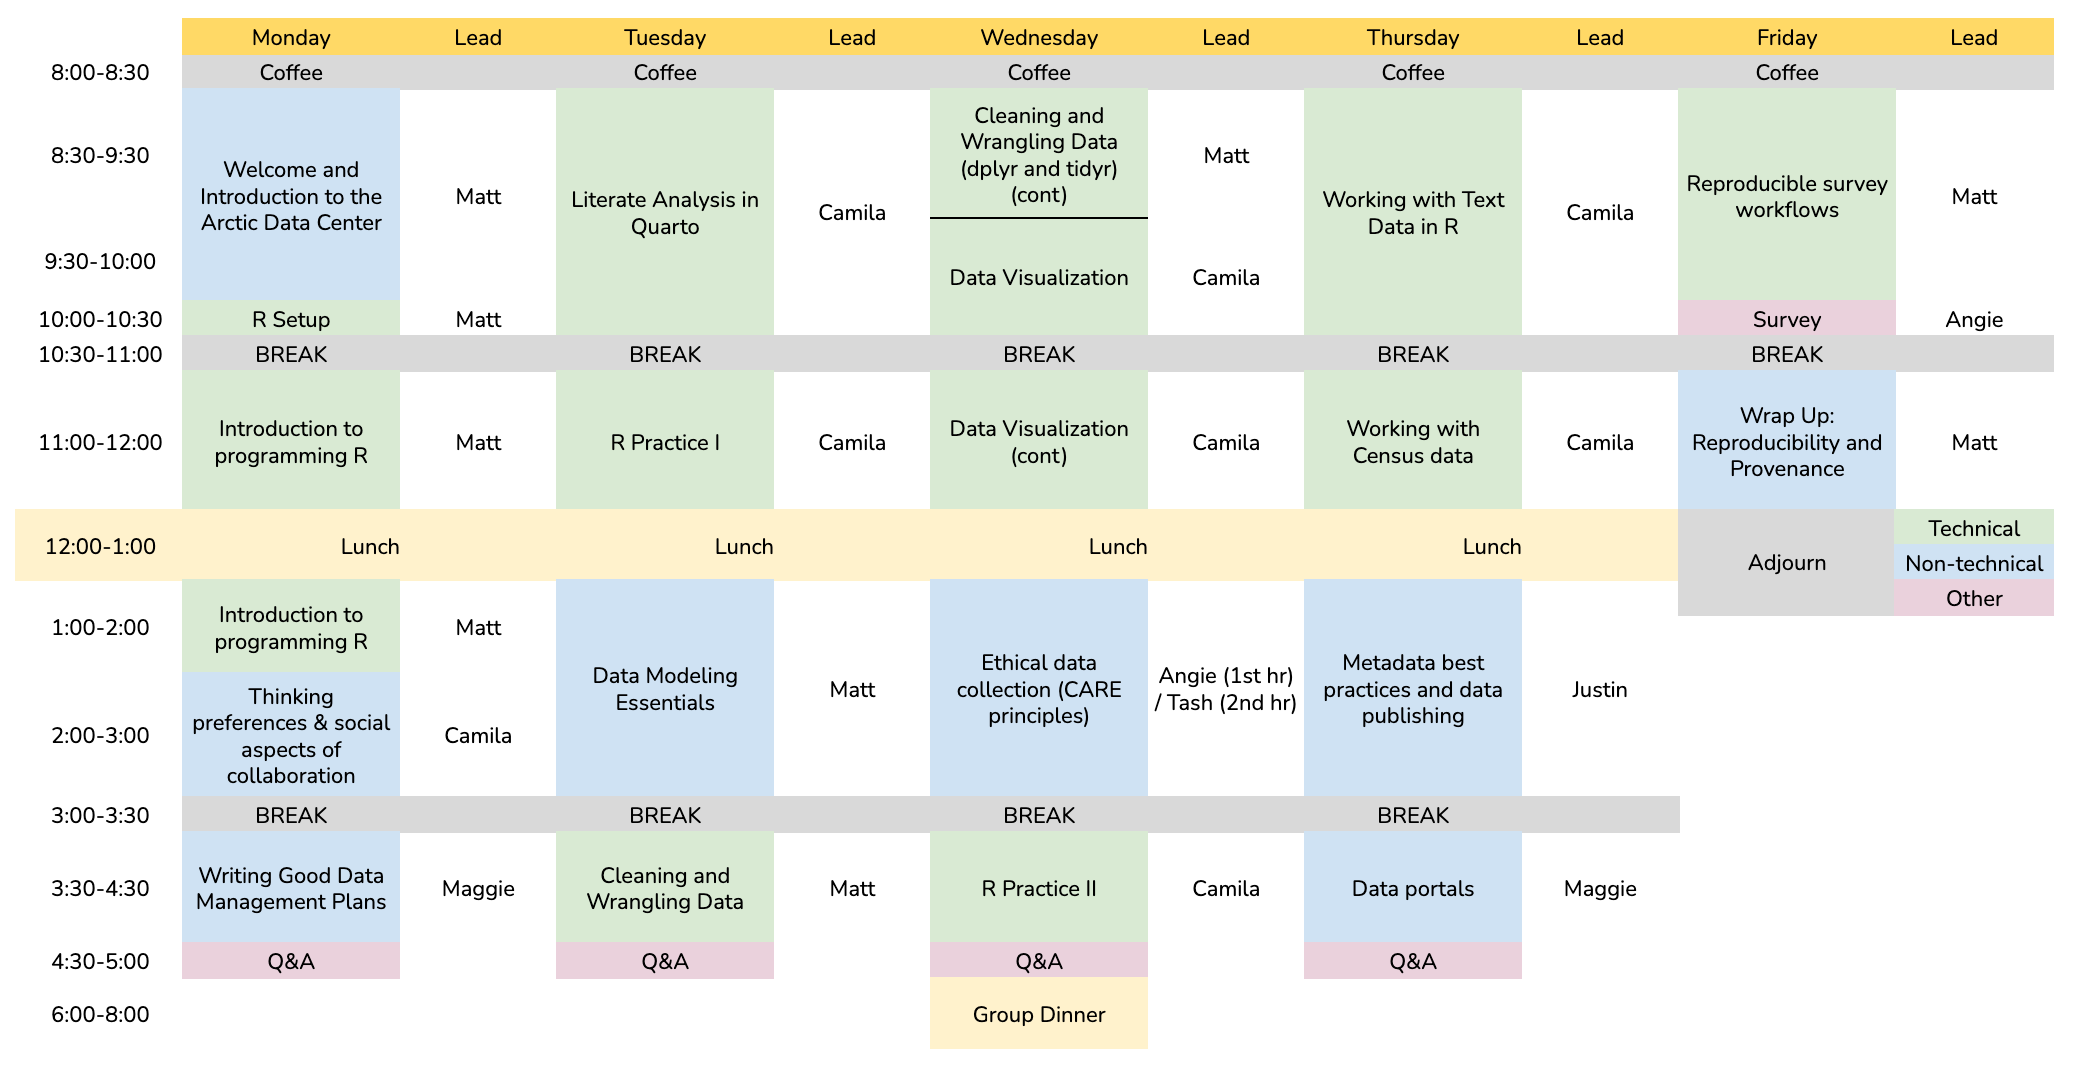 Monday Lead Tuesday Lead Wednesday Lead Thursday Lead Friday Lead
8:00-8:30 Coffee Coffee Coffee Coffee Coffee
8:30-9:30
9:30-10:00
Welcome and
Introduction to the
Arctic Data Center
Matt
Literate Analysis in
Quarto
Camila
Cleaning and
Wrangling Data
(dplyr and tidyr)
(cont)
Matt
Data Visualization
Camila
Working with Text
Data in R
Camila
Reproducible survey
workflows
Matt
10:00-10:30 R Setup Matt Survey Angie
10:30-11:00 BREAK BREAK BREAK BREAK BREAK
11:00-12:00
Introduction to
programming R
Matt
R Practice I
Camila
Data Visualization
(cont)
Camila
Working with
Census data
Camila
Wrap Up:
Reproducibility and
Provenance
Matt
12:00-1:00 Lunch Lunch Lunch Lunch
Adjourn
Technical
Non-technical
Other
1:00-2:00
Introduction to
programming R
Matt
2:00-3:00
Thinking
preferences & social
aspects of
collaboration
Camila
Data Modeling
Essentials
Matt
Ethical data
collection (CARE
principles)
Angie (1st hr)
/ Tash (2nd hr)
Metadata best
practices and data
publishing
Justin
3:00-3:30 BREAK BREAK BREAK BREAK
3:30-4:30
Writing Good Data
Management Plans
Maggie
Cleaning and
Wrangling Data
Matt
R Practice II
Camila
Data portals
Maggie
4:30-5:00 Q&A Q&A Q&A Q&A
6:00-8:00 Group Dinner